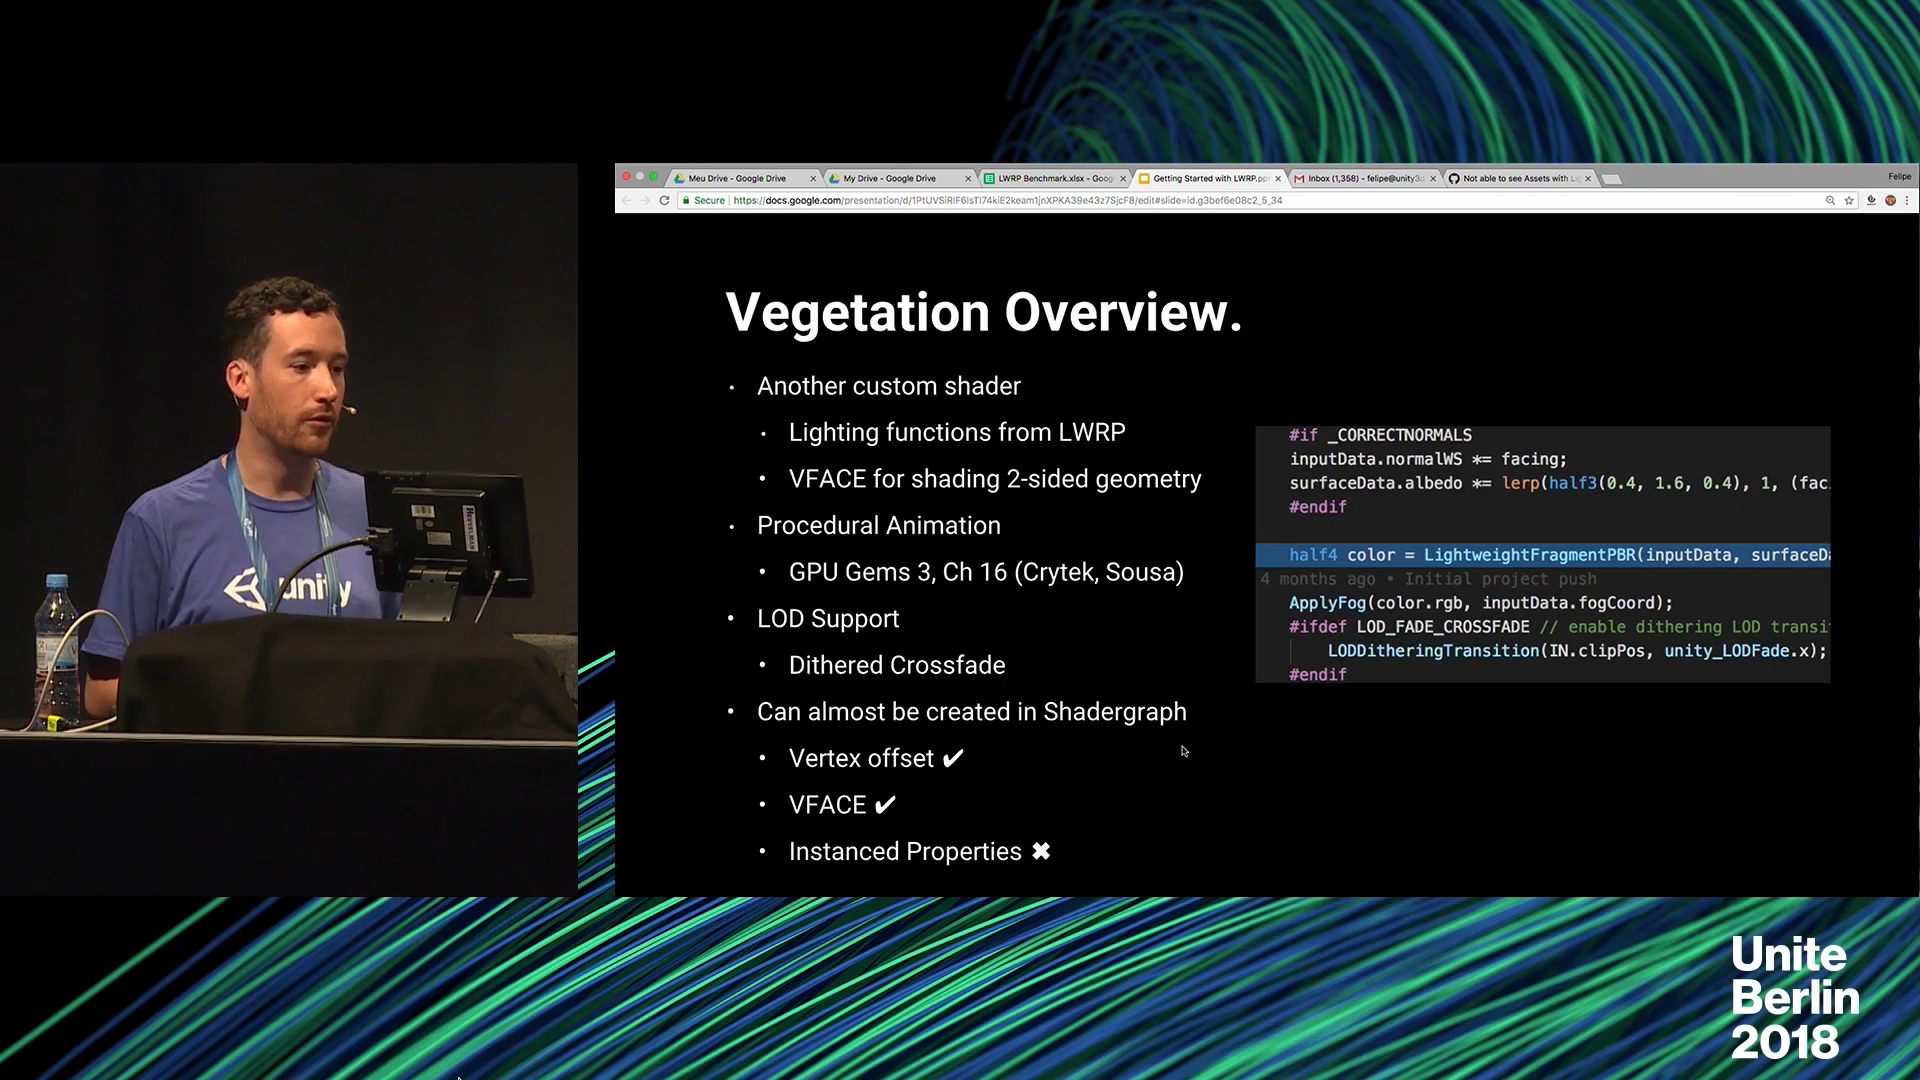 Meu Drive - Google Drive
My Drive - Google Drive
LWRP Benchmark.xlsx - Goog
Getting Started with LWRP.pp
Inbox (1,358) - felipe@unity3d
Not able to see Assets with Li
Felipe
Secure
https://docs.google.com/presentation/d/
Vegetation Overview.
• Another custom shader
• Lighting functions from LWRP
• VFACE for shading 2-sided geometry
• Procedural Animation
• GPU Gems 3, Ch 16 (Crytek, Sousa)
• LOD Support
• Dithered Crossfade
• Can almost be created in Shadergraph
• Vertex offset ✔
• VFACE ✔
• Instanced Properties ✖
#if _CORRECTNORMALS
inputData.normalWS *= facing;
surfaceData.albedo *= lerp(half3(0.4, 1.6, 0.4), 1, (fac
#endif
half4 color = LightweightFragmentPBR(inputData, surfaceD
4 months ago • Initial project push
ApplyFog(color.rgb, inputData.fogCoord);
#ifdef LOD_FADE_CROSSFADE // enable dithering LOD transi
LODDitheringTransition(IN.clipPos, unity_LODFade.x);
#endif
unity
Unite
Berlin
2018